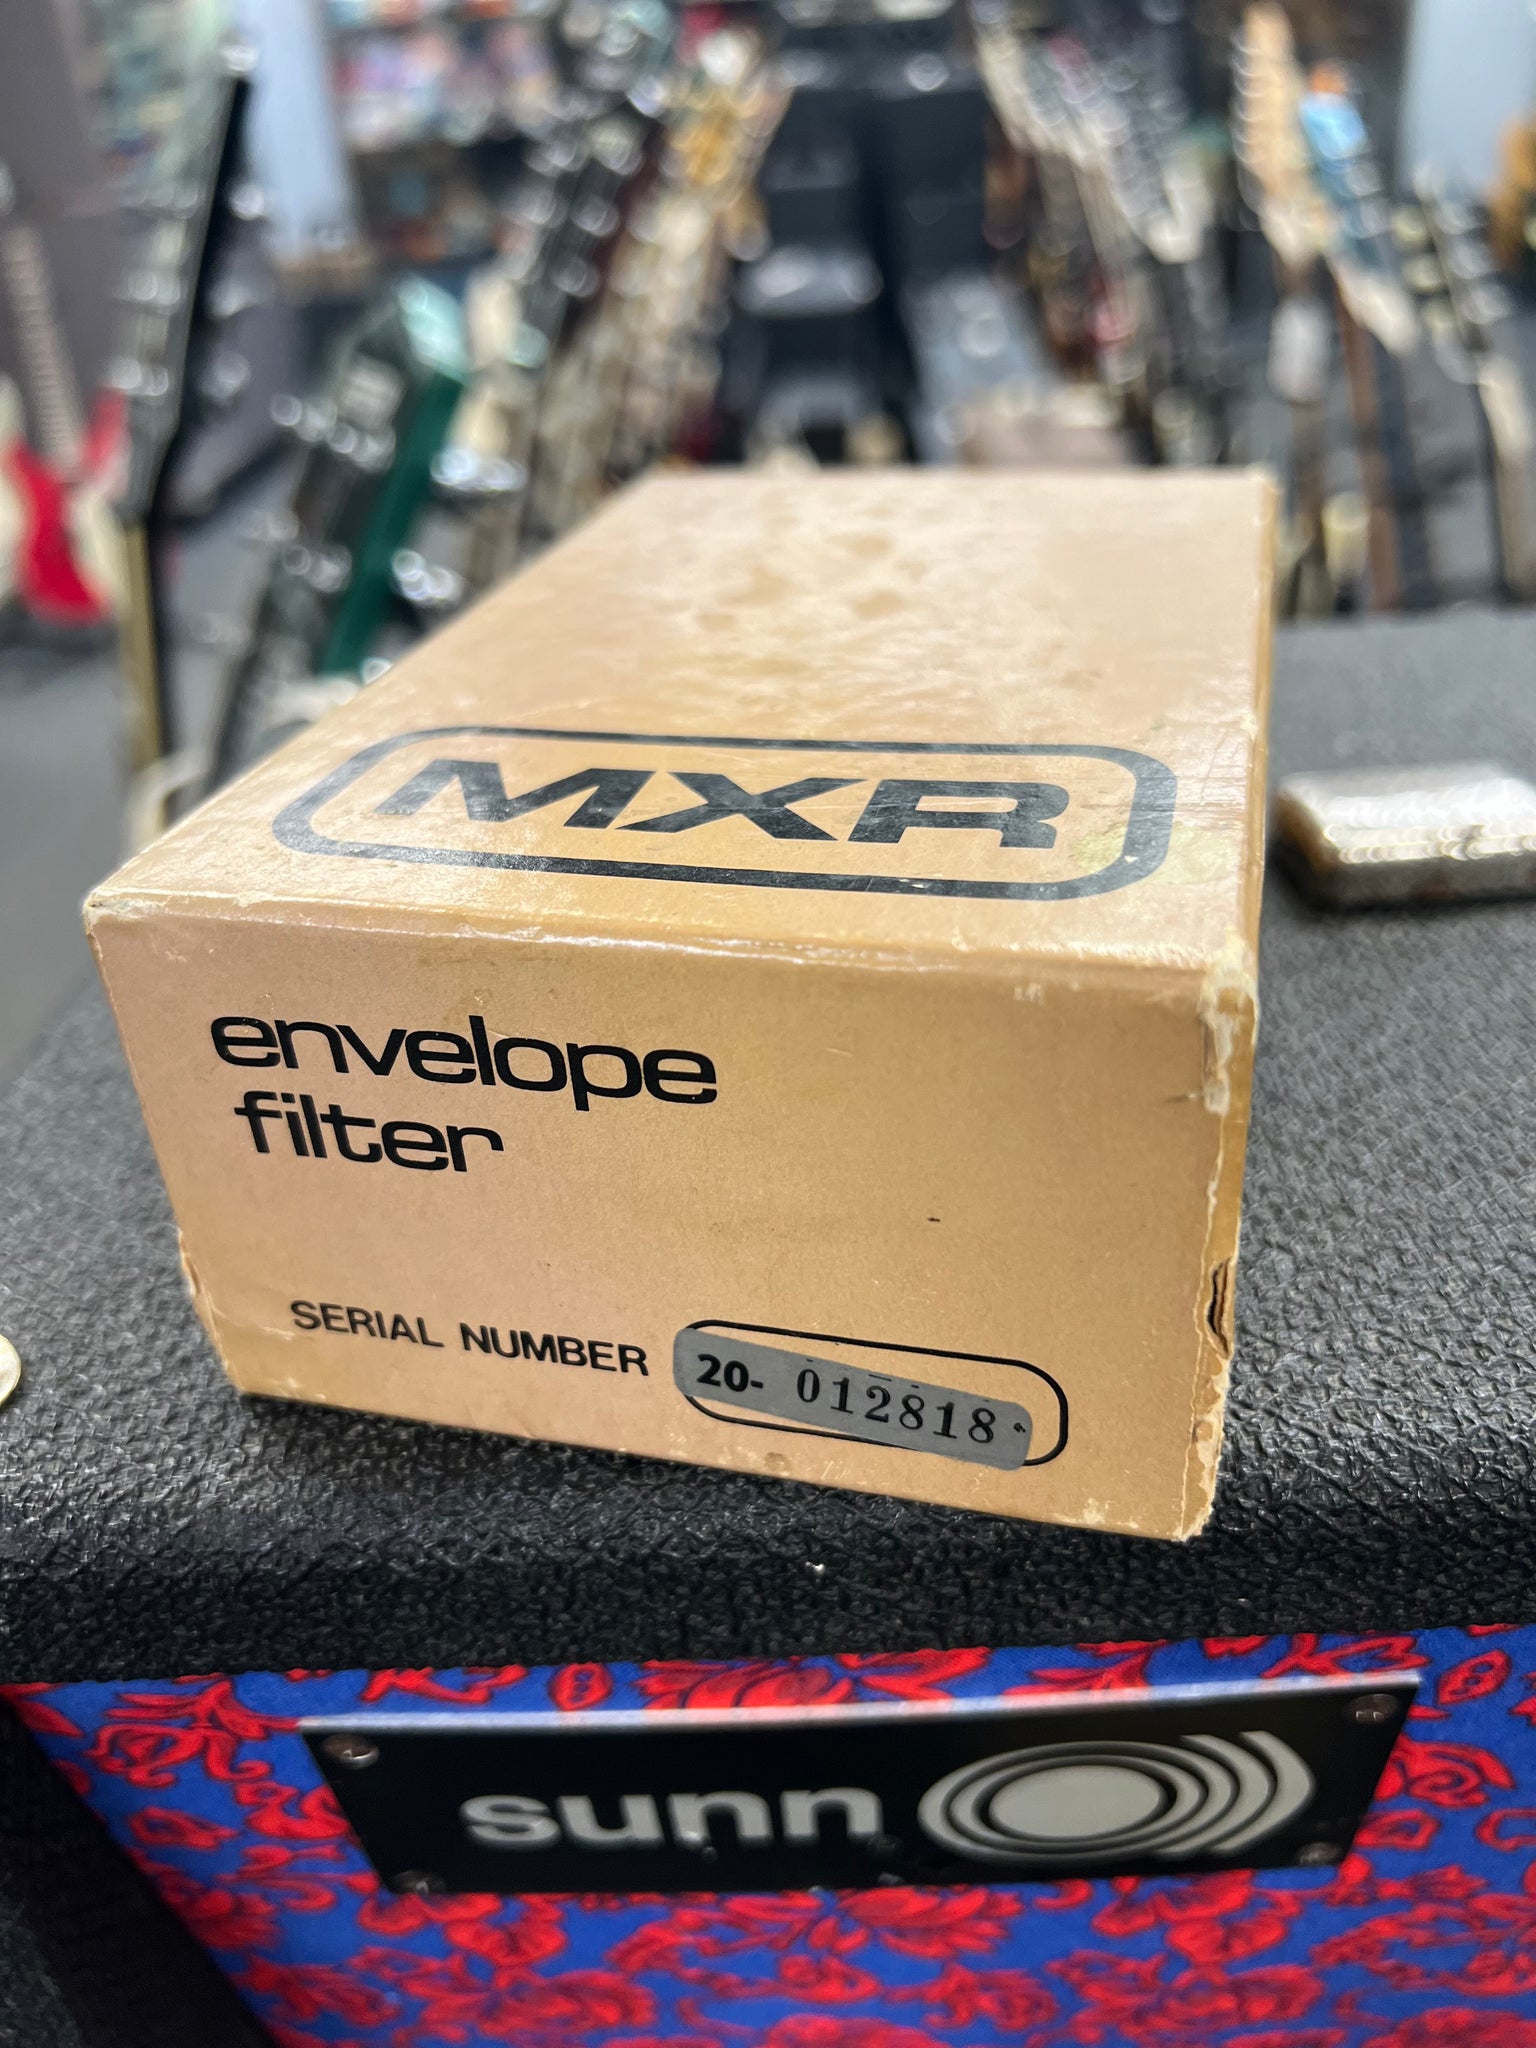 MXR
envelope
filter
SERIAL NUMBER 20- 012818
sunn